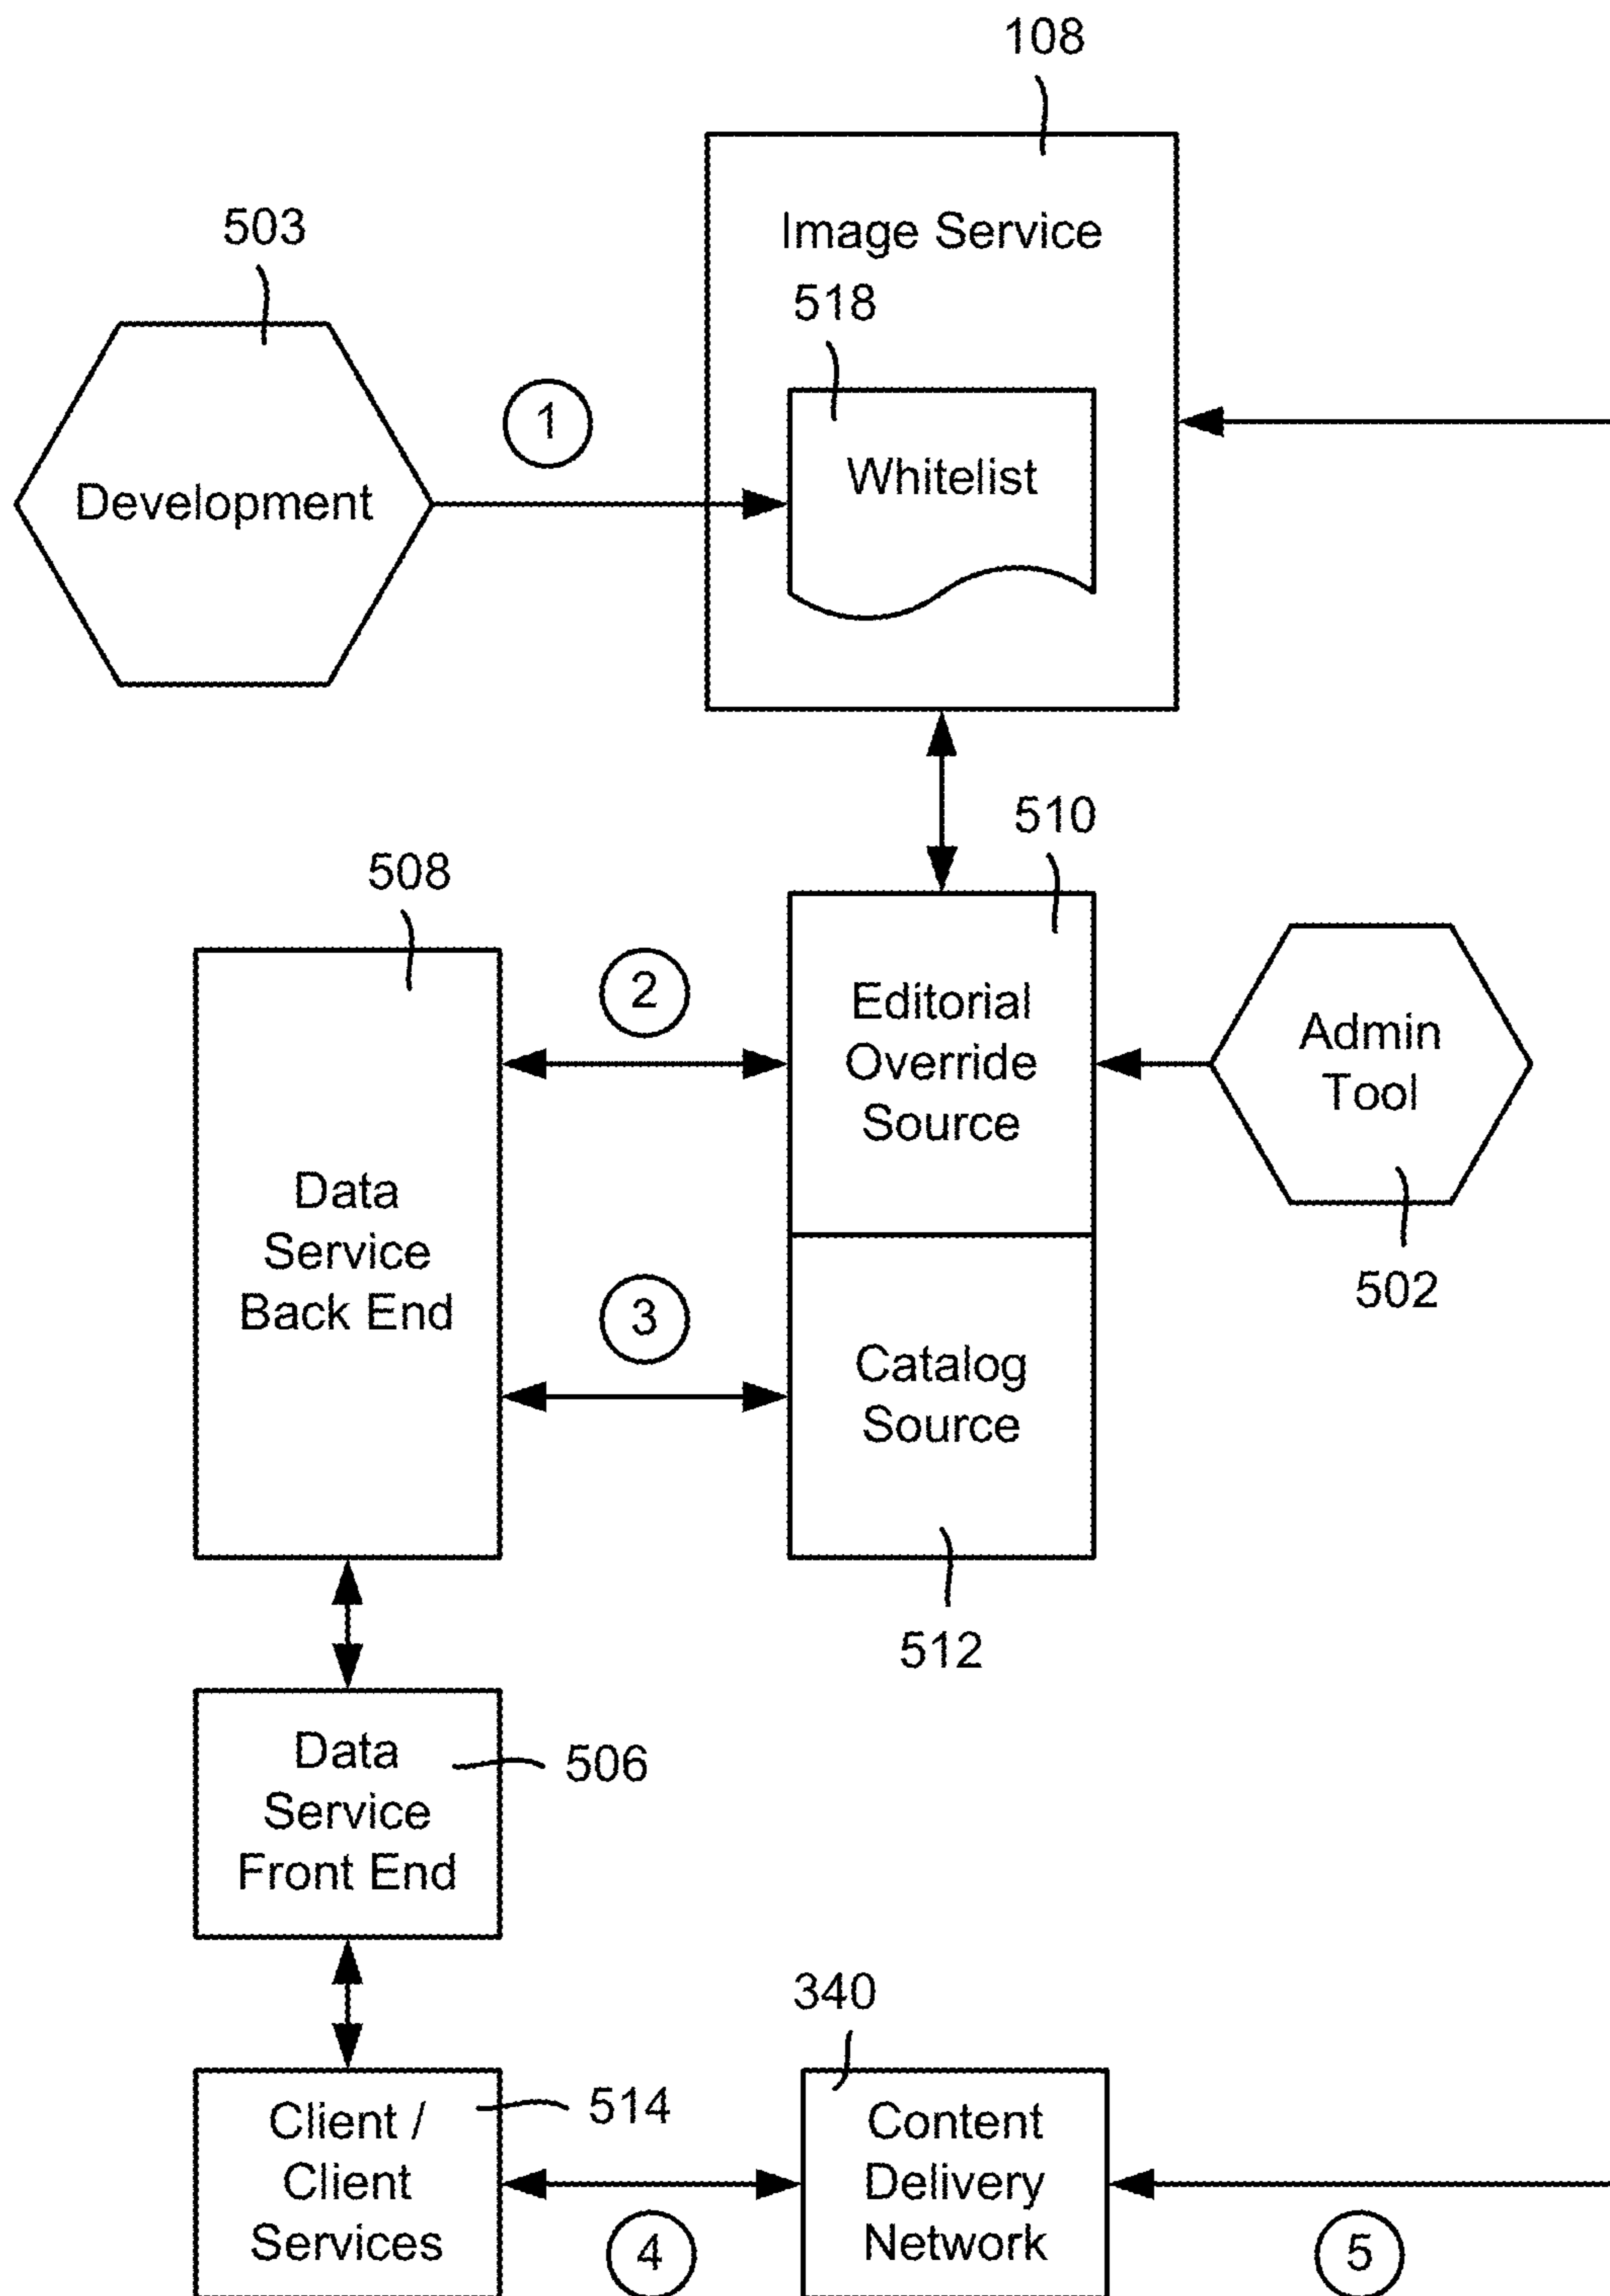 108
503
Image Service
518
1
Whitelist
Development
510
508
2
Editorial
Override
Source
Admin
Tool
Data
Service
Back End
502
3
Catalog
Source
512
Data
Service
Front End
506
340
Client /
Client
Services
514
Content
Delivery
Network
4
5